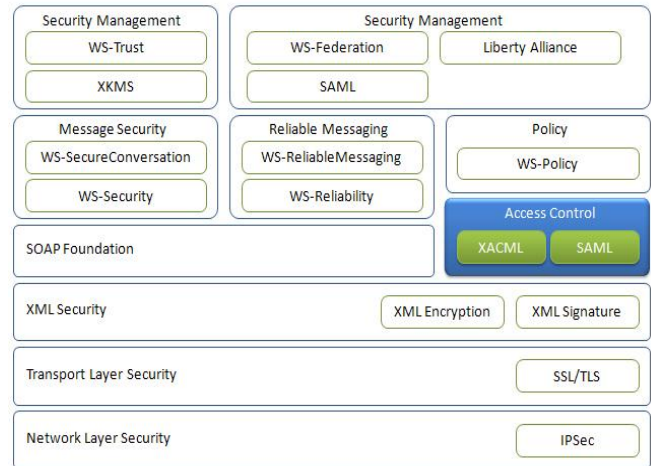 Security Management
WS-Trust
XKMS
Security Management
WS-Federation
Liberty Alliance
SAML
Message Security
WS-SecureConversation
WS-Security
Reliable Messaging
WS-ReliableMessaging
WS-Reliability
Policy
WS-Policy
Access Control
XACML
SAML
SOAP Foundation
XML Security
XML Encryption
XML Signature
Transport Layer Security
SSL/TLS
Network Layer Security
IPSec